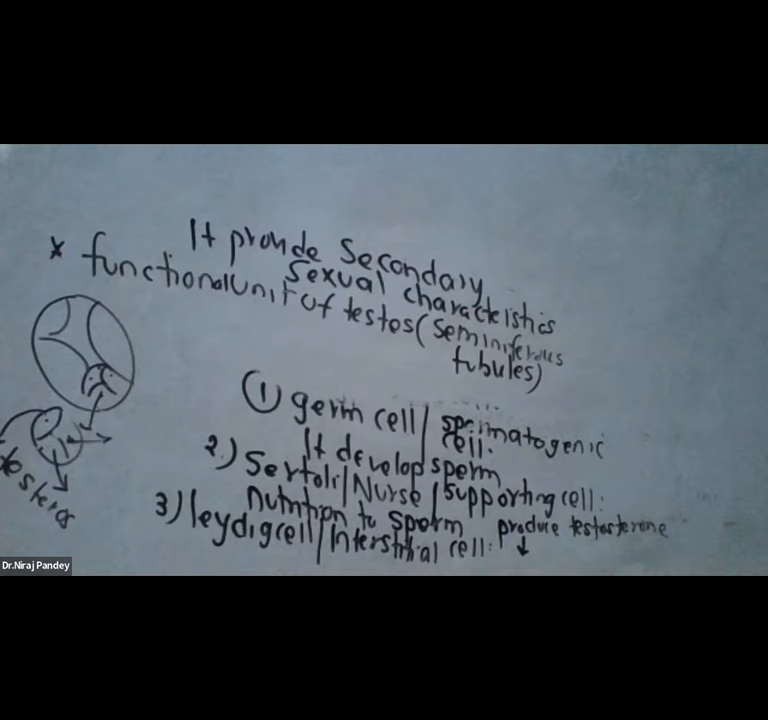 It provide Secondary
Sexual characteristics
* functional unit of testes (seminiferous
tubules)
① germ cell / spermatogenic
cell:
It develop sperm
2.) Sertoli / Nurse / Supporting cell:
nutrition to sperm
3) leydig cell / Interstitial cell: produce testosterone
↓
testes
Dr.Niraj Pandey